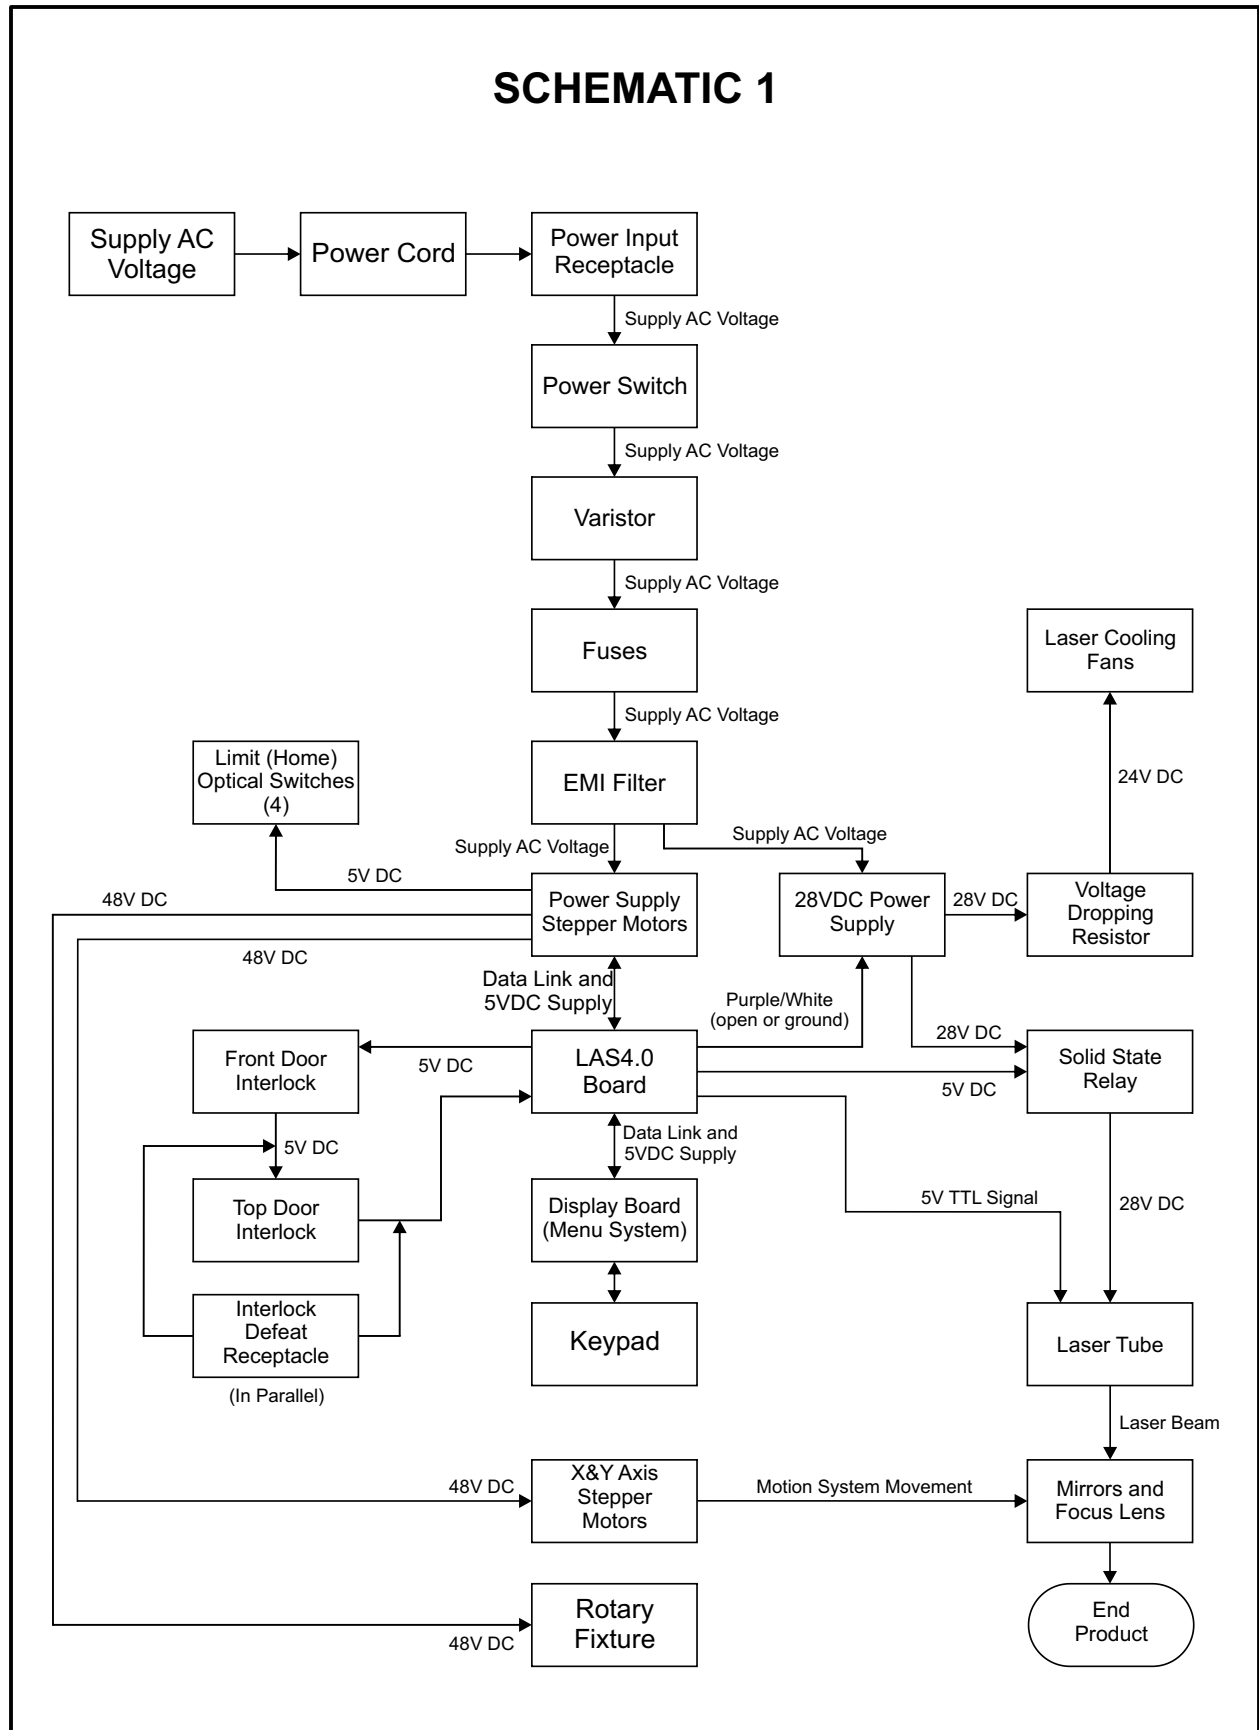 SCHEMATIC 1
Supply AC
Voltage
Power Cord
Power Input
Receptacle
Supply AC Voltage
Power Switch
Supply AC Voltage
Varistor
Supply AC Voltage
Fuses
Laser Cooling
Fans
Supply AC Voltage
Limit (Home)
Optical Switches
(4)
EMI Filter
24V DC
Supply AC Voltage
Supply AC Voltage
5V DC
48V DC
Power Supply
Stepper Motors
28VDC Power
Supply
28V DC
Voltage
Dropping
Resistor
48V DC
Data Link and
5VDC Supply
Purple/White
(open or ground)
28V DC
Front Door
Interlock
5V DC
LAS4.0
Board
5V DC
Solid State
Relay
5V DC
Data Link and
5VDC Supply
Top Door
Interlock
Display Board
(Menu System)
5V TTL Signal
28V DC
Interlock
Defeat
Receptacle
(In Parallel)
Keypad
Laser Tube
Laser Beam
48V DC
X&Y Axis
Stepper
Motors
Motion System Movement
Mirrors and
Focus Lens
48V DC
Rotary
Fixture
End
Product